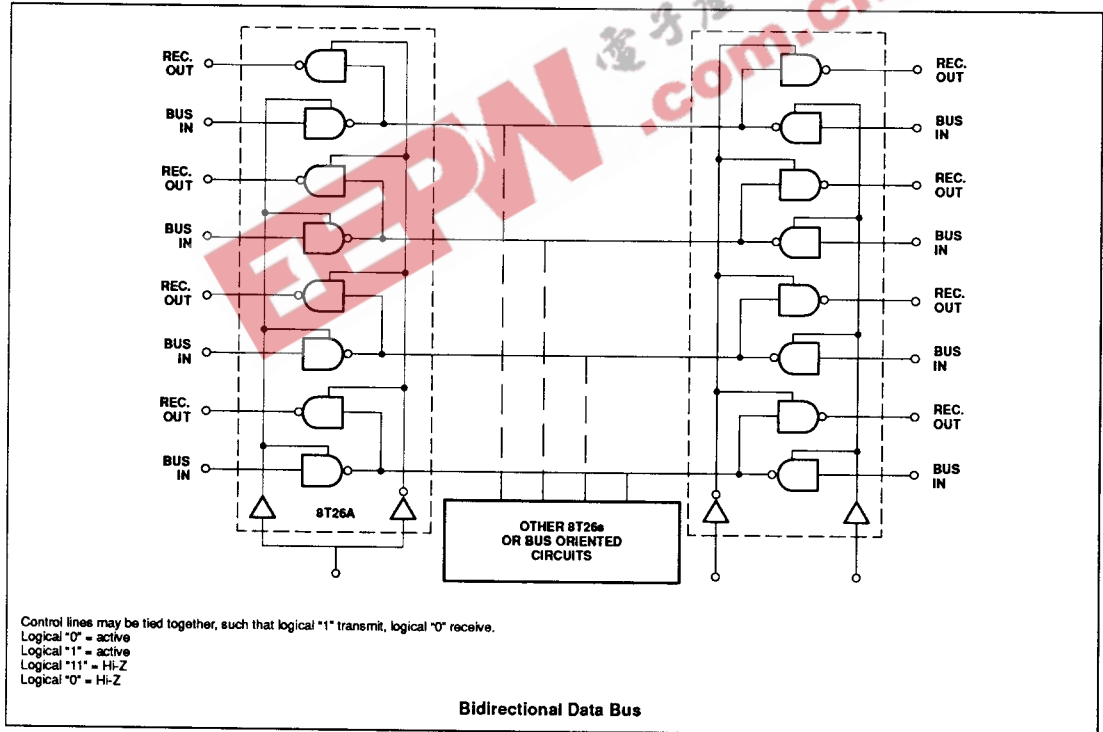 電子產
EEPW
.com.cn
REC. OUT
REC. OUT
BUS IN
BUS IN
REC. OUT
REC. OUT
BUS IN
BUS IN
REC. OUT
REC. OUT
BUS IN
BUS IN
REC. OUT
REC. OUT
BUS IN
BUS IN
8T26A
OTHER 8T26s
OR BUS ORIENTED
CIRCUITS
Control lines may be tied together, such that logical "1" transmit, logical "0" receive.
Logical "0" = active
Logical "1" = active
Logical "11" = Hi-Z
Logical "0" = Hi-Z
Bidirectional Data Bus